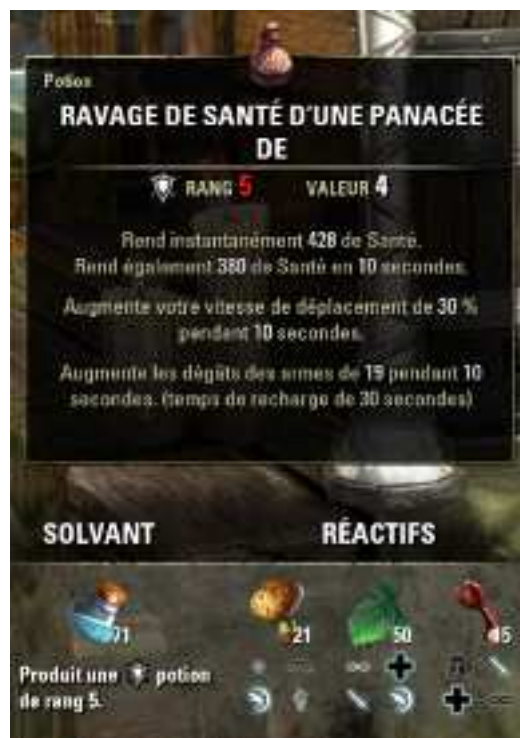 Potion
RAVAGE DE SANTÉ D'UNE PANACÉE
DE
RANG 5 VALEUR 4
Rend instantanément 428 de Santé.
Rend également 380 de Santé en 10 secondes.
Augmente votre vitesse de déplacement de 30 %
pendant 10 secondes.
Augmente les dégâts des armes de 19 pendant 10
secondes. (temps de recharge de 30 secondes)
SOLVANT RÉACTIFS
71 21 50 45
Produit une potion
de rang 5.